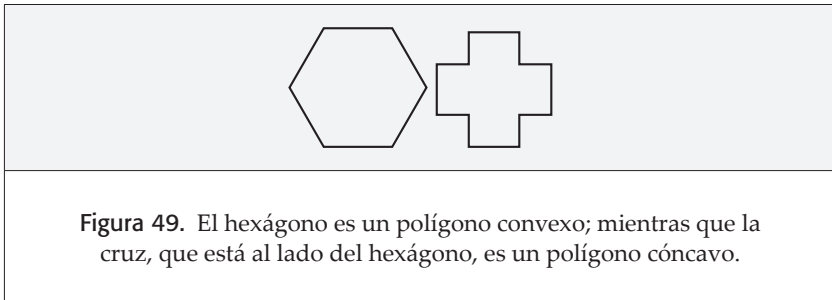 Figura 49. El hexágono es un polígono convexo; mientras que la
cruz, que está al lado del hexágono, es un polígono cóncavo.